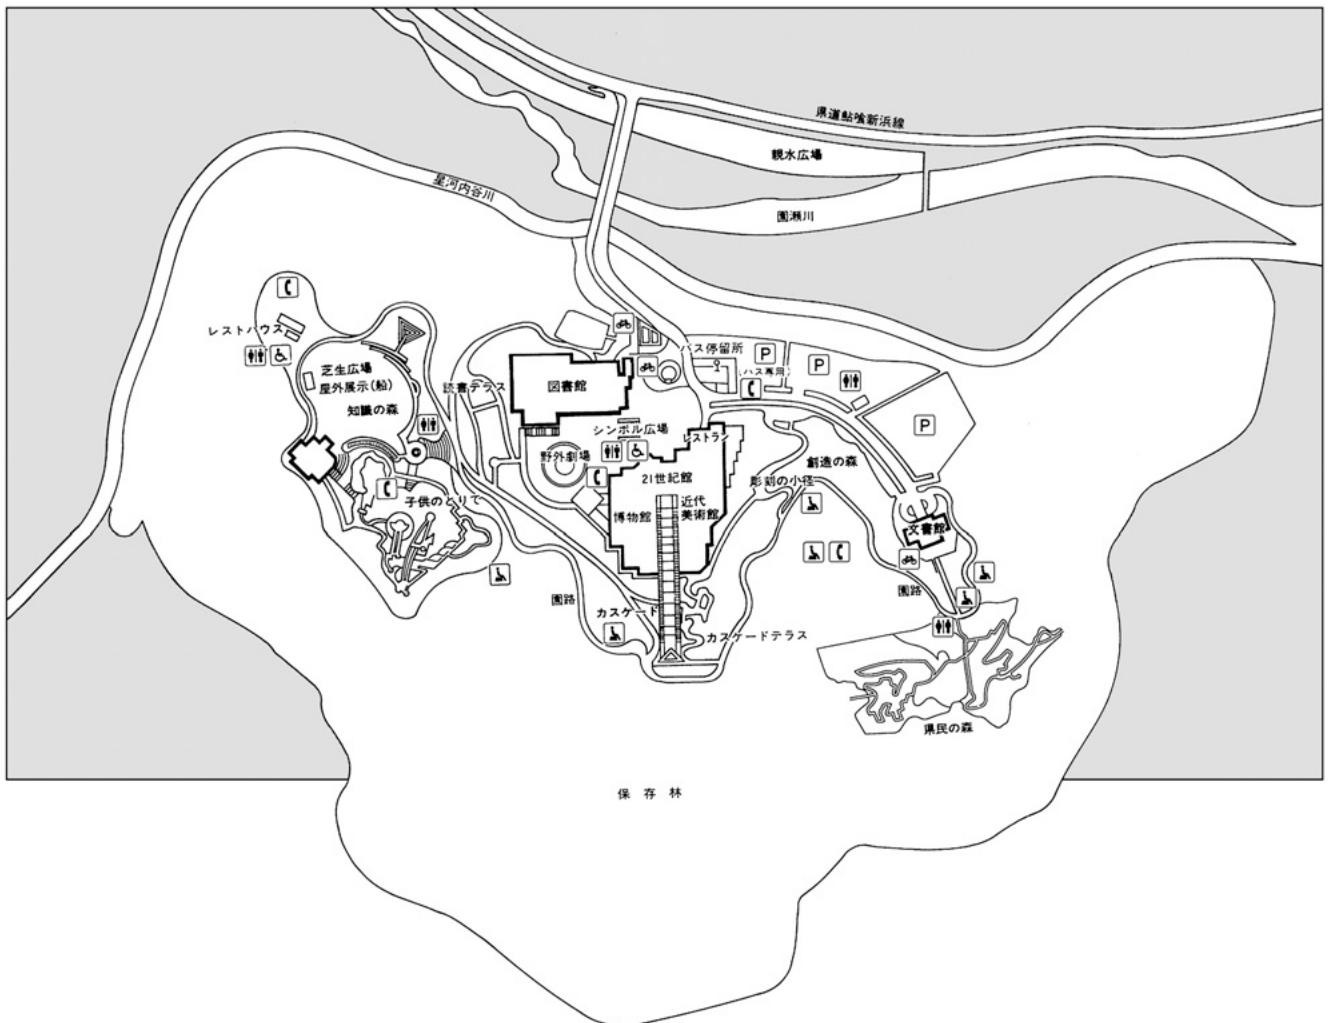 県道鮎喰新浜線
親水広場
園瀬川
星河内谷川
レストハウス
芝生広場
屋外展示(船)
知識の森
読書テラス
図書館
バス停留所
(バス専用)
P
P
P
シンボル広場
レストラン
野外劇場
21世紀館
創造の森
彫刻の小径
子供のとりで
博物館
近代
美術館
文書館
園路
園路
カスケード
カスケードテラス
県民の森
保存林